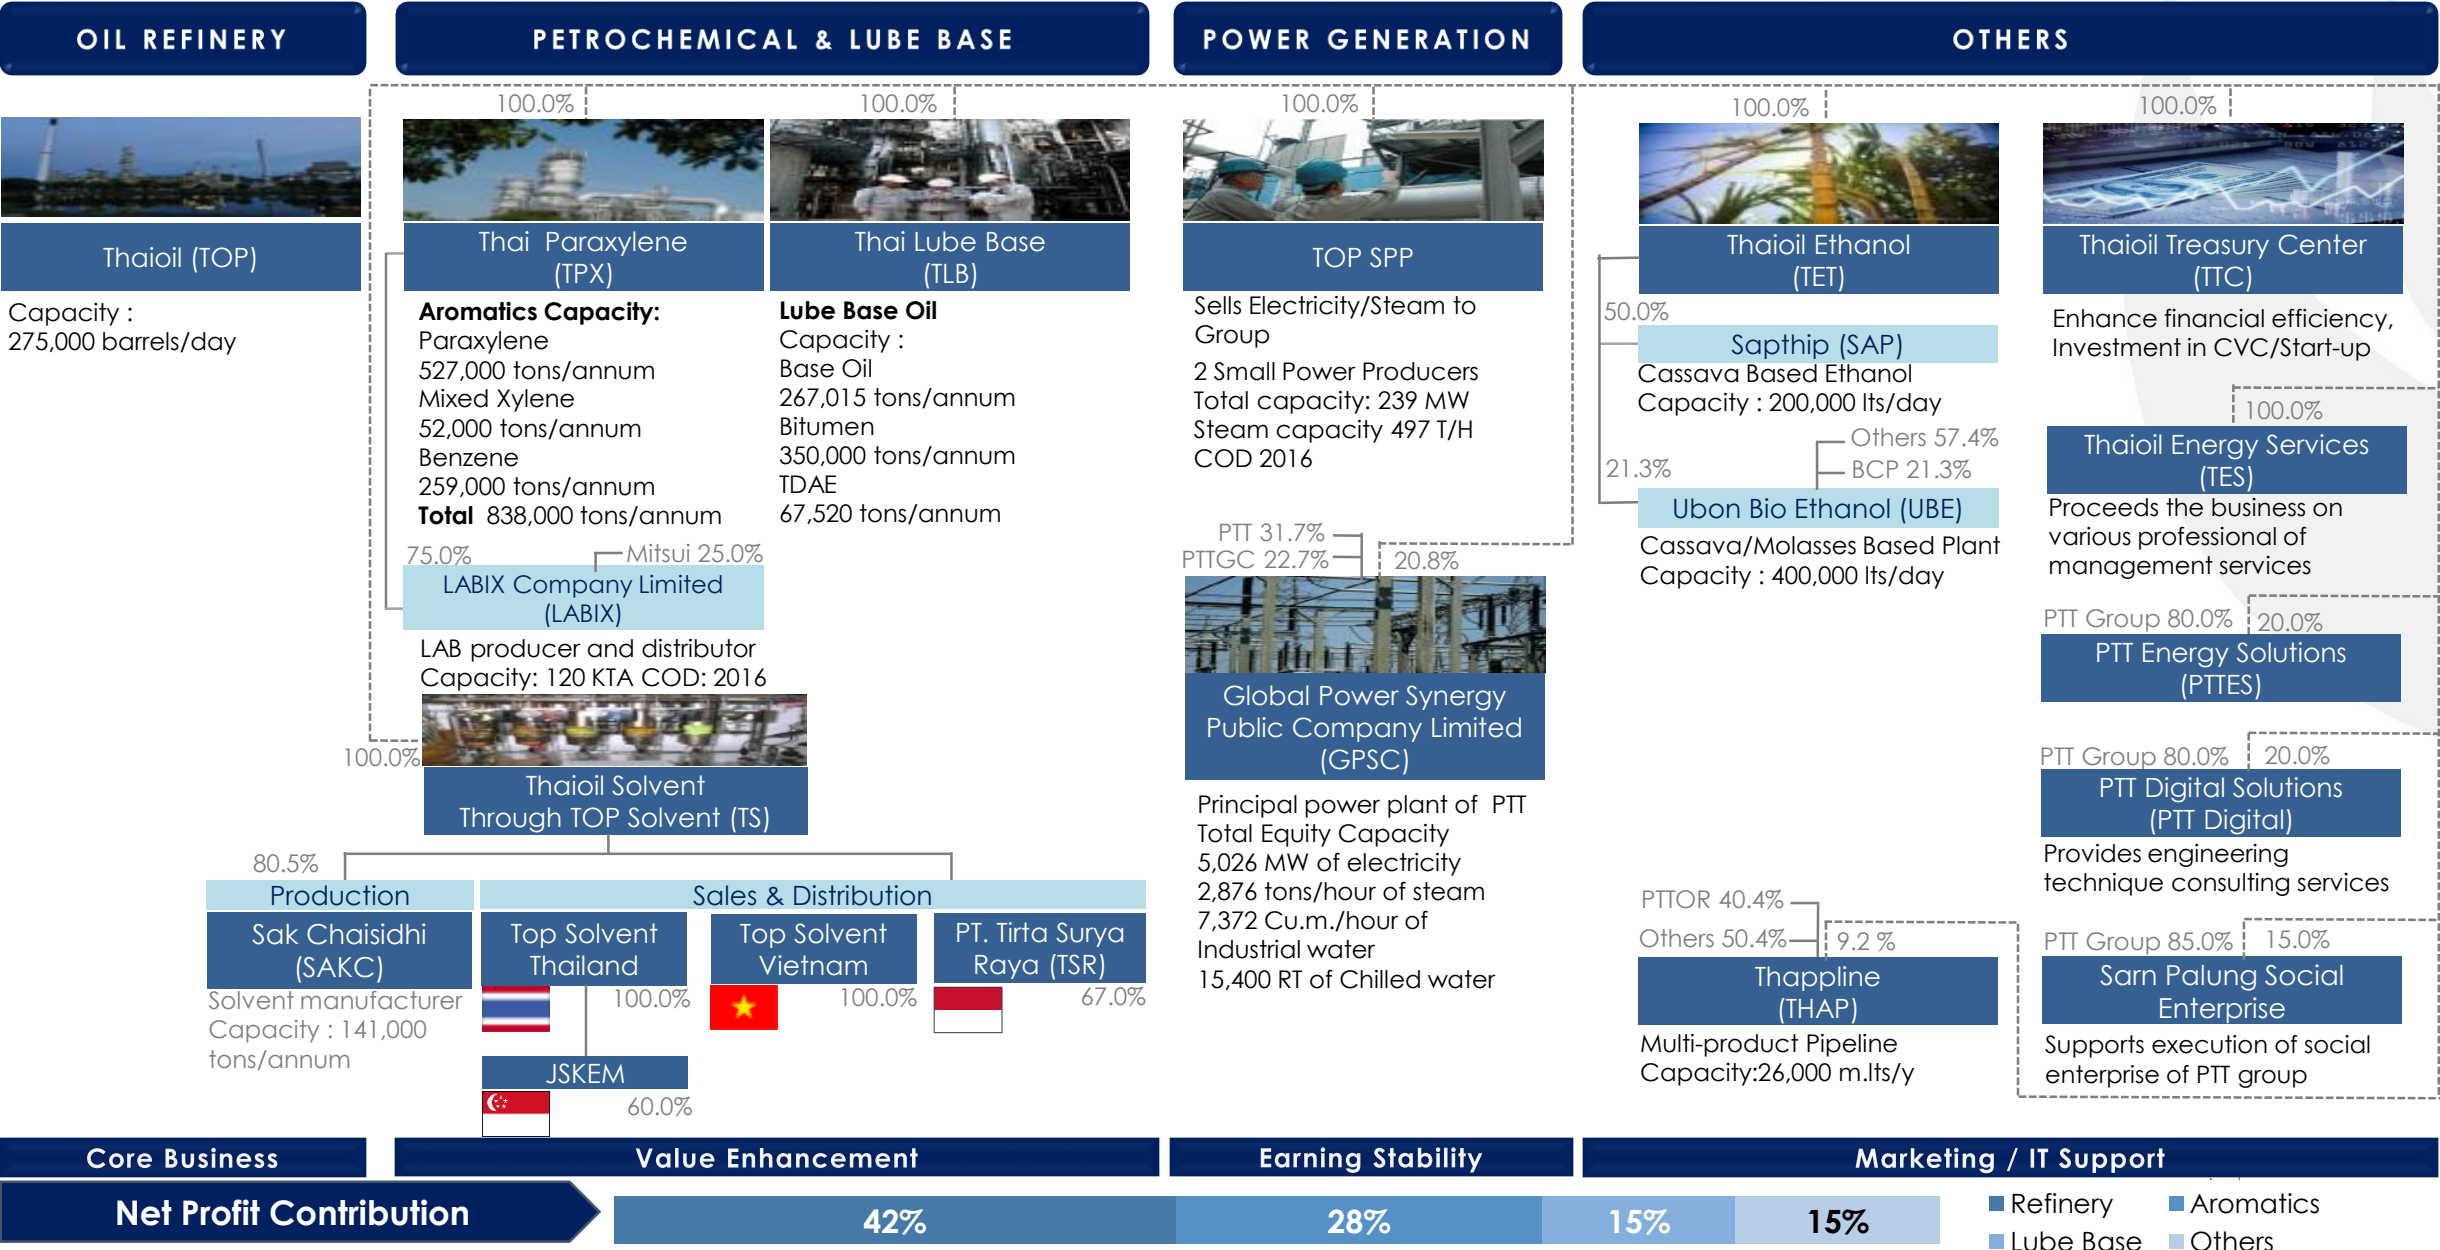 OIL REFINERY
PETROCHEMICAL & LUBE BASE
POWER GENERATION
OTHERS
Thaioil (TOP)
Capacity :
275,000 barrels/day
100.0%
Thai Paraxylene
(TPX)
Aromatics Capacity:
Paraxylene
527,000 tons/annum
Mixed Xylene
52,000 tons/annum
Benzene
259,000 tons/annum
Total 838,000 tons/annum
75.0%
Mitsui 25.0%
LABIX Company Limited
(LABIX)
LAB producer and distributor
Capacity: 120 KTA COD: 2016
100.0%
Thai Lube Base
(TLB)
Lube Base Oil
Capacity :
Base Oil
267,015 tons/annum
Bitumen
350,000 tons/annum
TDAE
67,520 tons/annum
100.0%
Thaioil Solvent
Through TOP Solvent (TS)
80.5%
Production
Sak Chaisidhi
(SAKC)
Solvent manufacturer
Capacity : 141,000
tons/annum
Sales & Distribution
Top Solvent
Thailand
100.0%
JSKEM
60.0%
Top Solvent
Vietnam
100.0%
PT. Tirta Surya
Raya (TSR)
67.0%
100.0%
TOP SPP
Sells Electricity/Steam to
Group
2 Small Power Producers
Total capacity: 239 MW
Steam capacity 497 T/H
COD 2016
PTT 31.7%
PTTGC 22.7%
20.8%
Global Power Synergy
Public Company Limited
(GPSC)
Principal power plant of PTT
Total Equity Capacity
5,026 MW of electricity
2,876 tons/hour of steam
7,372 Cu.m./hour of
Industrial water
15,400 RT of Chilled water
100.0%
Thaioil Ethanol
(TET)
50.0%
Sapthip (SAP)
Cassava Based Ethanol
Capacity : 200,000 lts/day
Others 57.4%
BCP 21.3%
21.3%
Ubon Bio Ethanol (UBE)
Cassava/Molasses Based Plant
Capacity : 400,000 lts/day
PTTOR 40.4%
Others 50.4%
9.2 %
Thappline
(THAP)
Multi-product Pipeline
Capacity:26,000 m.lts/y
100.0%
Thaioil Treasury Center
(TTC)
Enhance financial efficiency,
Investment in CVC/Start-up
100.0%
Thaioil Energy Services
(TES)
Proceeds the business on
various professional of
management services
PTT Group 80.0%
20.0%
PTT Energy Solutions
(PTTES)
PTT Group 80.0%
20.0%
PTT Digital Solutions
(PTT Digital)
Provides engineering
technique consulting services
PTT Group 85.0%
15.0%
Sarn Palung Social
Enterprise
Supports execution of social
enterprise of PTT group
Core Business
Value Enhancement
Earning Stability
Marketing / IT Support
Net Profit Contribution
42%
28%
15%
15%
Refinery
Aromatics
Lube Base
Others